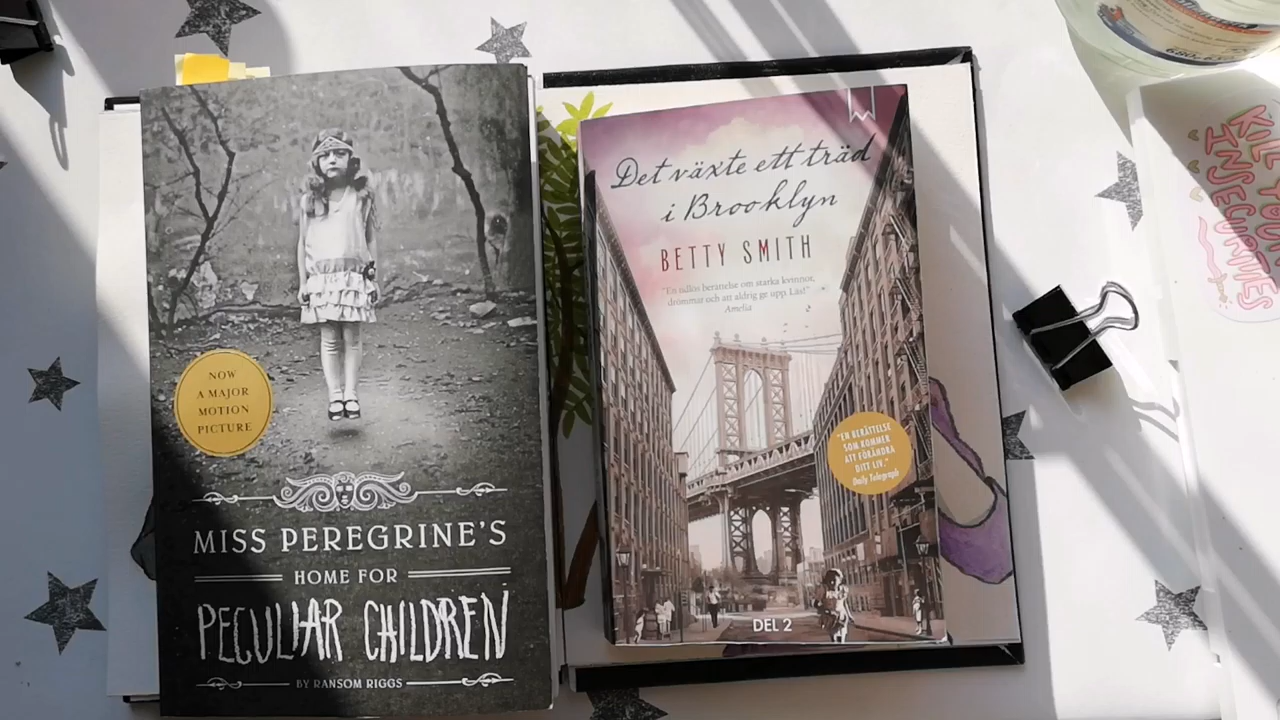 NOW
A MAJOR
MOTION
PICTURE
MISS PEREGRINE'S
HOME FOR
PECULIAR CHILDREN
BY RANSOM RIGGS
Det växte ett träd
i Brooklyn
BETTY SMITH
"En tidlös berättelse om starka kvinnor,
drömmar och att aldrig ge upp. Läs!"
Amelia
"EN BERÄTTELSE
SOM KOMMER
ATT FÖRÄNDRA
DITT LIV."
Daily Telegraph
DEL 2
KILL YOUR
INSECURITIES